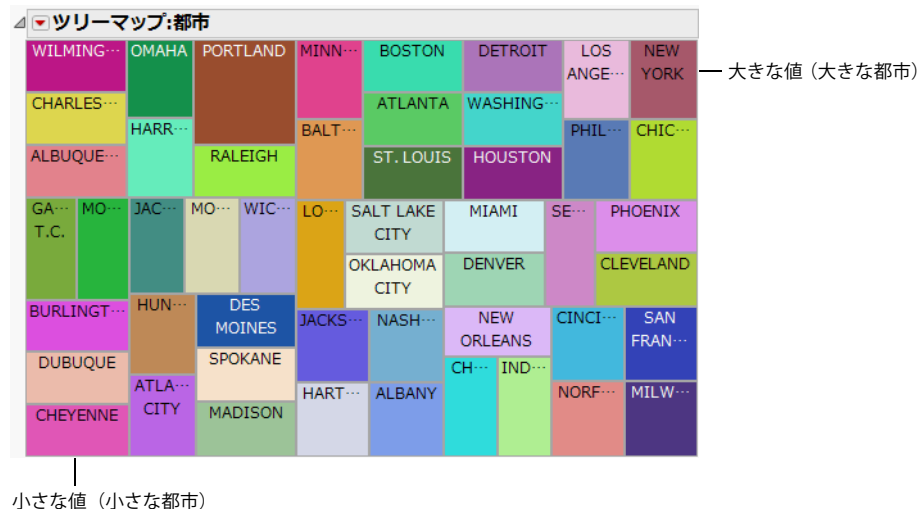 ツリーマップ:都市
WILMING…
OMAHA
PORTLAND
MINN…
BOSTON
DETROIT
LOS
ANGE…
NEW
YORK
大きな値（大きな都市）
CHARLES…
ATLANTA
WASHING…
HARR…
BALT…
PHIL…
CHIC…
ALBUQUE…
RALEIGH
ST. LOUIS
HOUSTON
GA…
T.C.
MO…
JAC…
MO…
WIC…
LO…
SALT LAKE
CITY
MIAMI
SE…
PHOENIX
OKLAHOMA
CITY
DENVER
CLEVELAND
BURLINGT…
HUN…
DES
MOINES
JACKS…
NASH…
NEW
ORLEANS
CINCI…
SAN
FRAN…
DUBUQUE
SPOKANE
CH…
IND…
ATLA…
CITY
HART…
ALBANY
NORF…
MILW…
CHEYENNE
MADISON
小さな値（小さな都市）